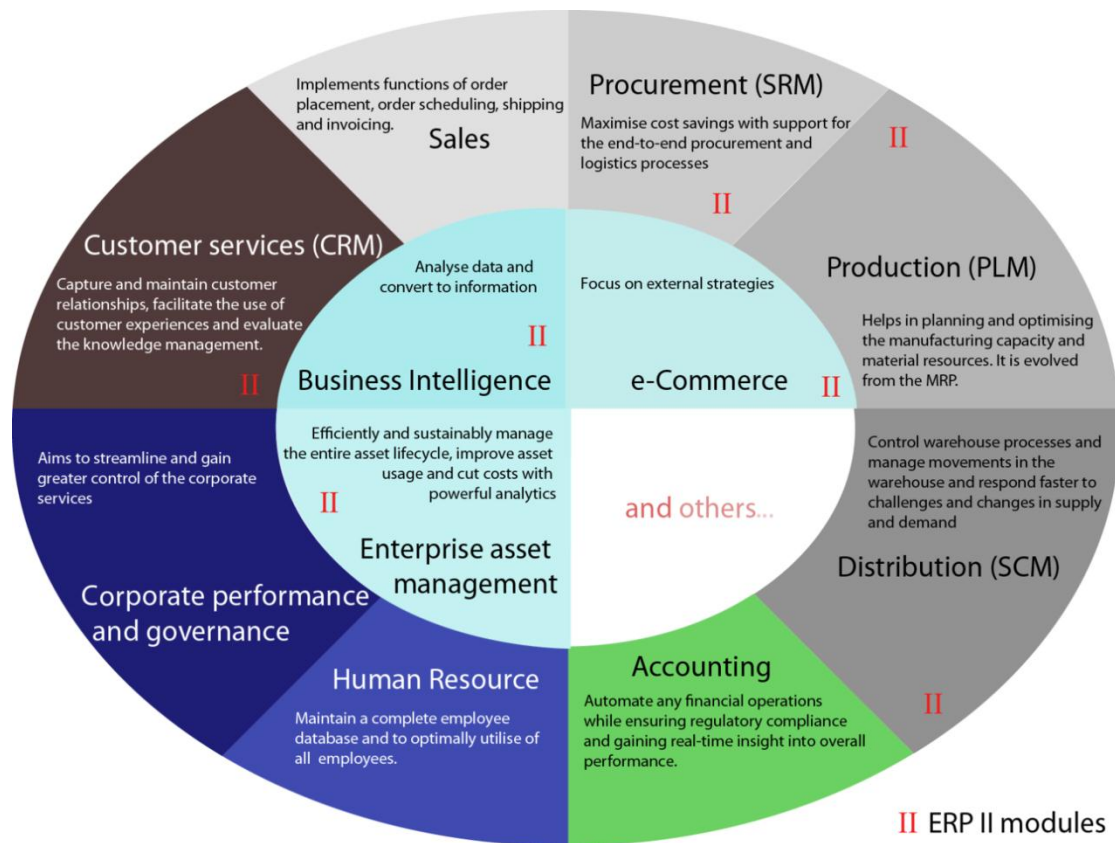 Implements functions of order
placement, order scheduling, shipping
and invoicing.
Sales
Procurement (SRM)
Maximise cost savings with support for
the end-to-end procurement and
logistics processes
II
II
Production (PLM)
Helps in planning and optimising
the manufacturing capacity and
material resources. It is evolved
from the MRP.
Customer services (CRM)
Capture and maintain customer
relationships, facilitate the use of
customer experiences and evaluate
the knowledge management.
II
Analyse data and
convert to information
II
Business Intelligence
Focus on external strategies
e-Commerce
II
Aims to streamline and gain
greater control of the corporate
services
Corporate performance
and governance
Efficiently and sustainably manage
the entire asset lifecycle, improve asset
usage and cut costs with
powerful analytics
II
Enterprise asset
management
and others...
Control warehouse processes and
manage movements in the
warehouse and respond faster to
challenges and changes in supply
and demand
Distribution (SCM)
II
Human Resource
Maintain a complete employee
database and to optimally utilise of
all employees.
Accounting
Automate any financial operations
while ensuring regulatory compliance
and gaining real-time insight into overall
performance.
II ERP II modules